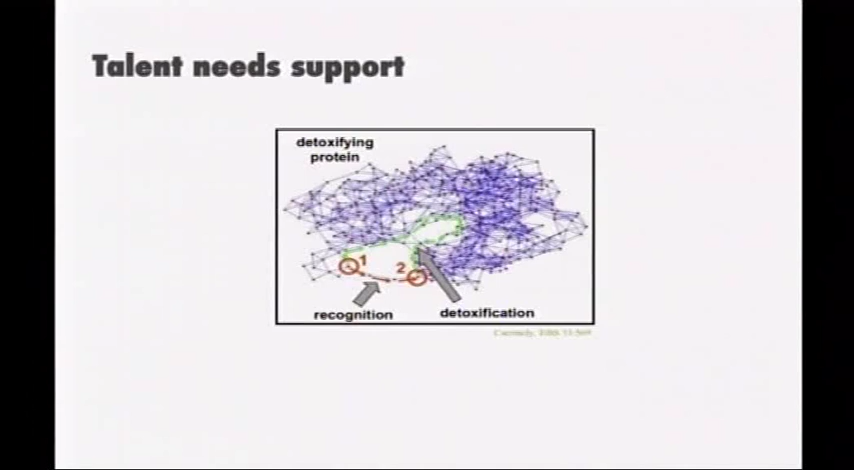 Talent needs support
detoxifying
protein
1
2
recognition
detoxification